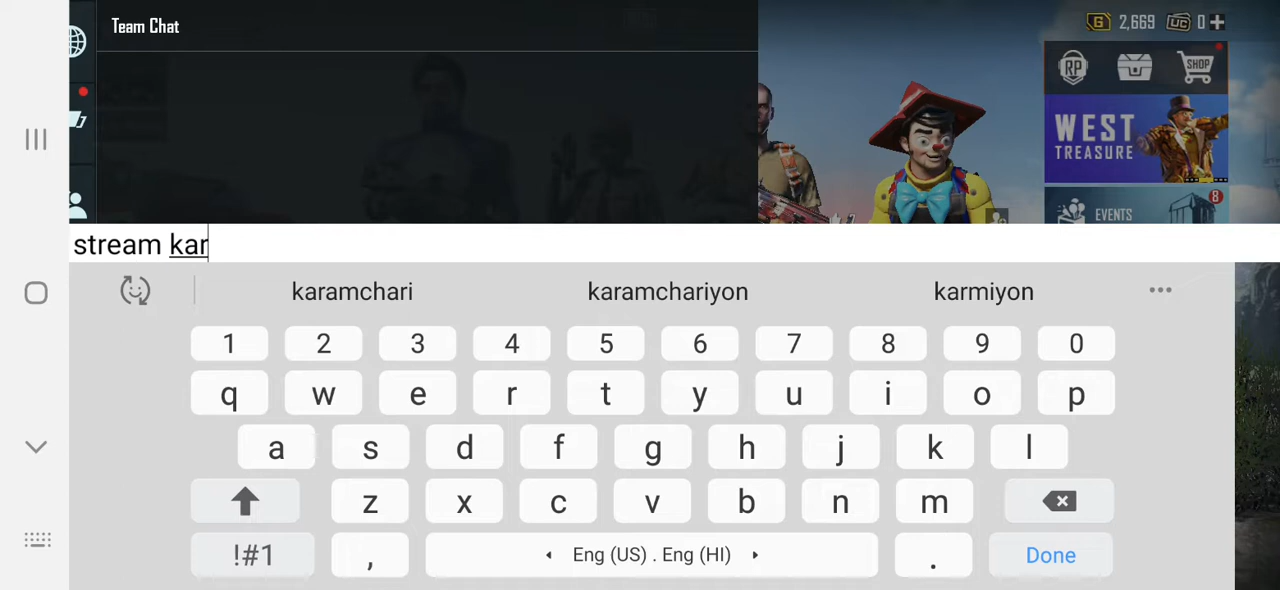 Team Chat
G 2,669 UC 0 +
RP
SHOP
WEST
TREASURE
8
EVENTS
stream kar
karamchari karamchariyon karmiyon ...
1 2 3 4 5 6 7 8 9 0
q w e r t y u i o p
a s d f g h j k l
z x c v b n m
!#1 , Eng (US) . Eng (HI) . Done